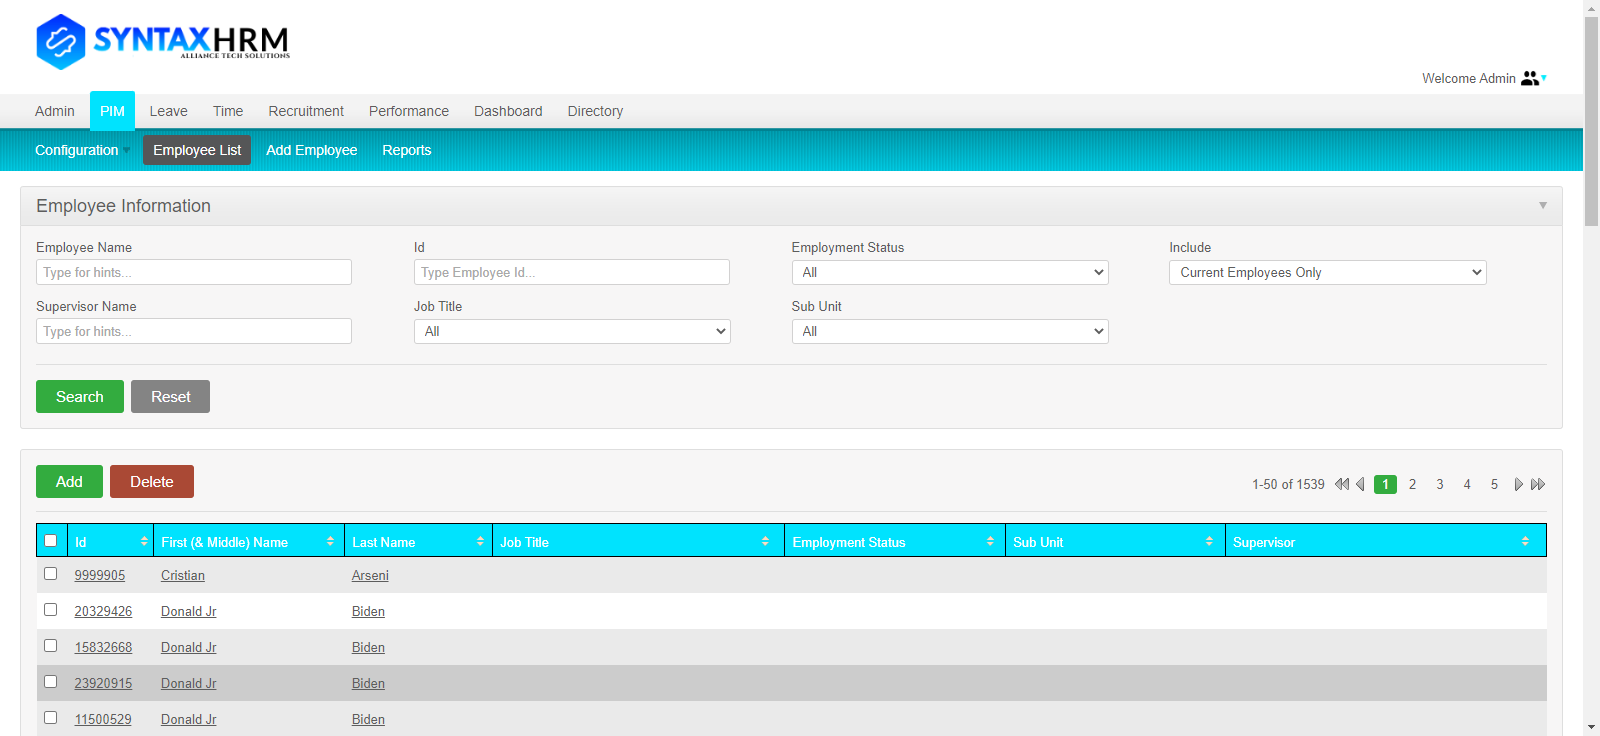 SYNTAXHRM
ALLIANCE TECH SOLUTIONS
Welcome Admin
Admin PIM Leave Time Recruitment Performance Dashboard Directory
Configuration Employee List Add Employee Reports
Employee Information
Employee Name Id Employment Status Include
Type for hints... Type Employee Id... All Current Employees Only
Supervisor Name Job Title Sub Unit
Type for hints... All All
Search Reset
Add Delete 1-50 of 1539 1 2 3 4 5
Id First (& Middle) Name Last Name Job Title Employment Status Sub Unit Supervisor
9999905 Cristian Arseni
20329426 Donald Jr Biden
15832668 Donald Jr Biden
23920915 Donald Jr Biden
11500529 Donald Jr Biden